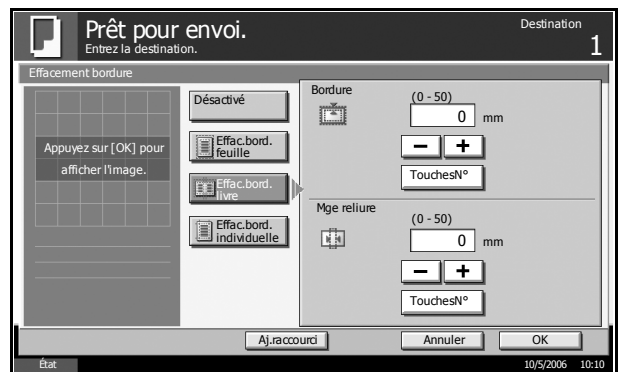 Prêt pour envoi.
Entrez la destination.
Destination
1
Effacement bordure
Appuyez sur [OK] pour
afficher l'image.
Désactivé
Effac.bord.
feuille
Effac.bord.
livre
Effac.bord.
individuelle
Bordure
(0 - 50)
0 mm
− +
TouchesN°
Mge reliure
(0 - 50)
0 mm
− +
TouchesN°
Aj.raccourci
Annuler
OK
État
10/5/2006 10:10